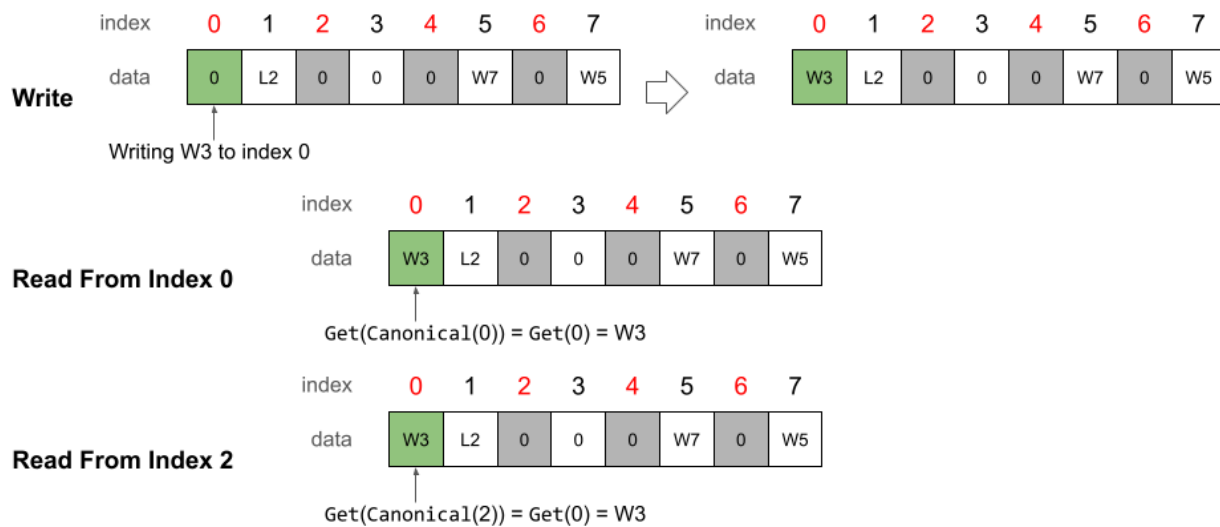 index 0 1 2 3 4 5 6 7 index 0 1 2 3 4 5 6 7
data 0 L2 0 0 0 W7 0 W5 data W3 L2 0 0 0 W7 0 W5
Write
Writing W3 to index 0
index 0 1 2 3 4 5 6 7
data W3 L2 0 0 0 W7 0 W5
Read From Index 0
Get(Canonical(0)) = Get(0) = W3
index 0 1 2 3 4 5 6 7
data W3 L2 0 0 0 W7 0 W5
Read From Index 2
Get(Canonical(2)) = Get(0) = W3